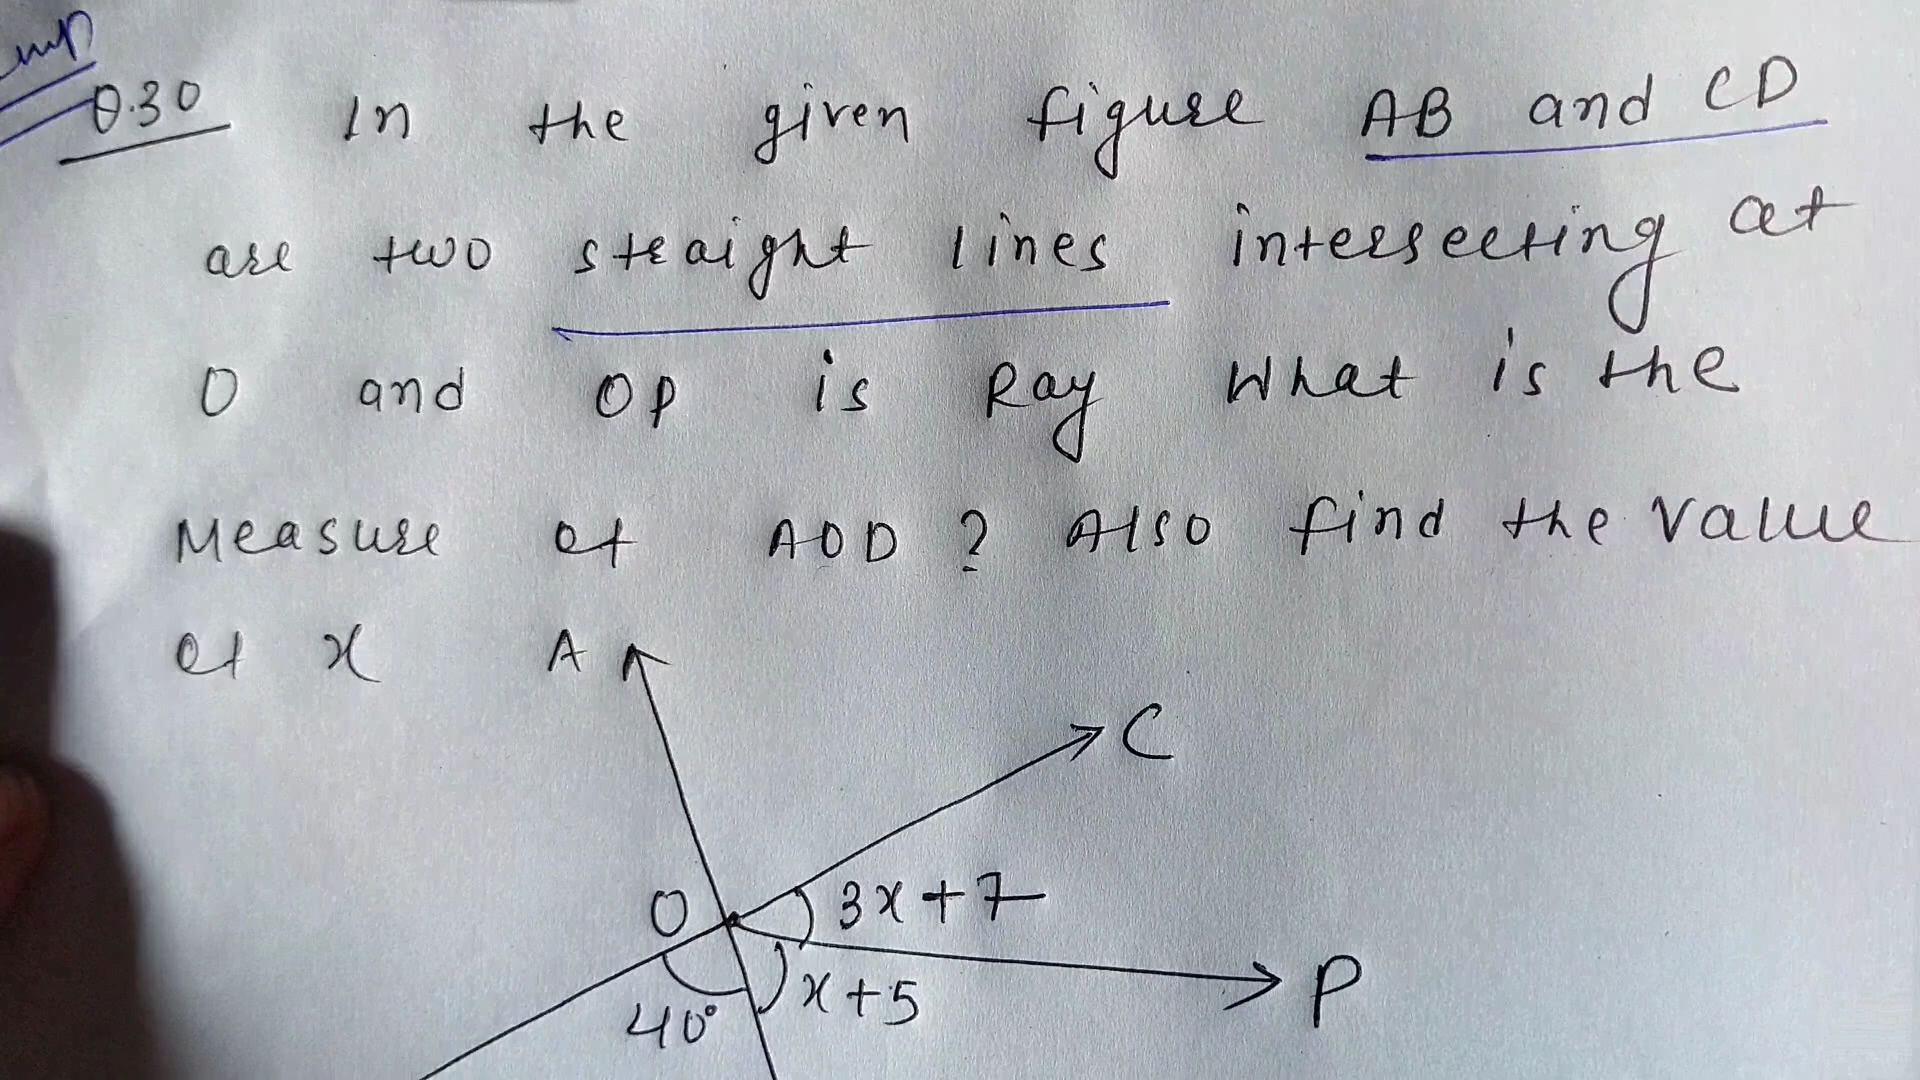 Imp
Q.30 In the given figure AB and CD
are two straight lines intersecting at
O and OP is Ray What is the
Measure of AOD ? Also find the value
of x
A
C
O
3x+7
P
x+5
40°